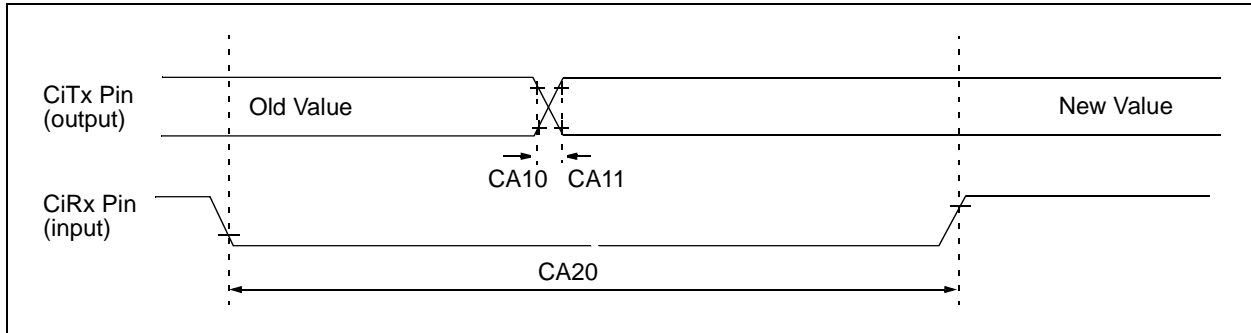 CiTx Pin
(output)
Old Value
New Value
CA10 CA11
CiRx Pin
(input)
CA20